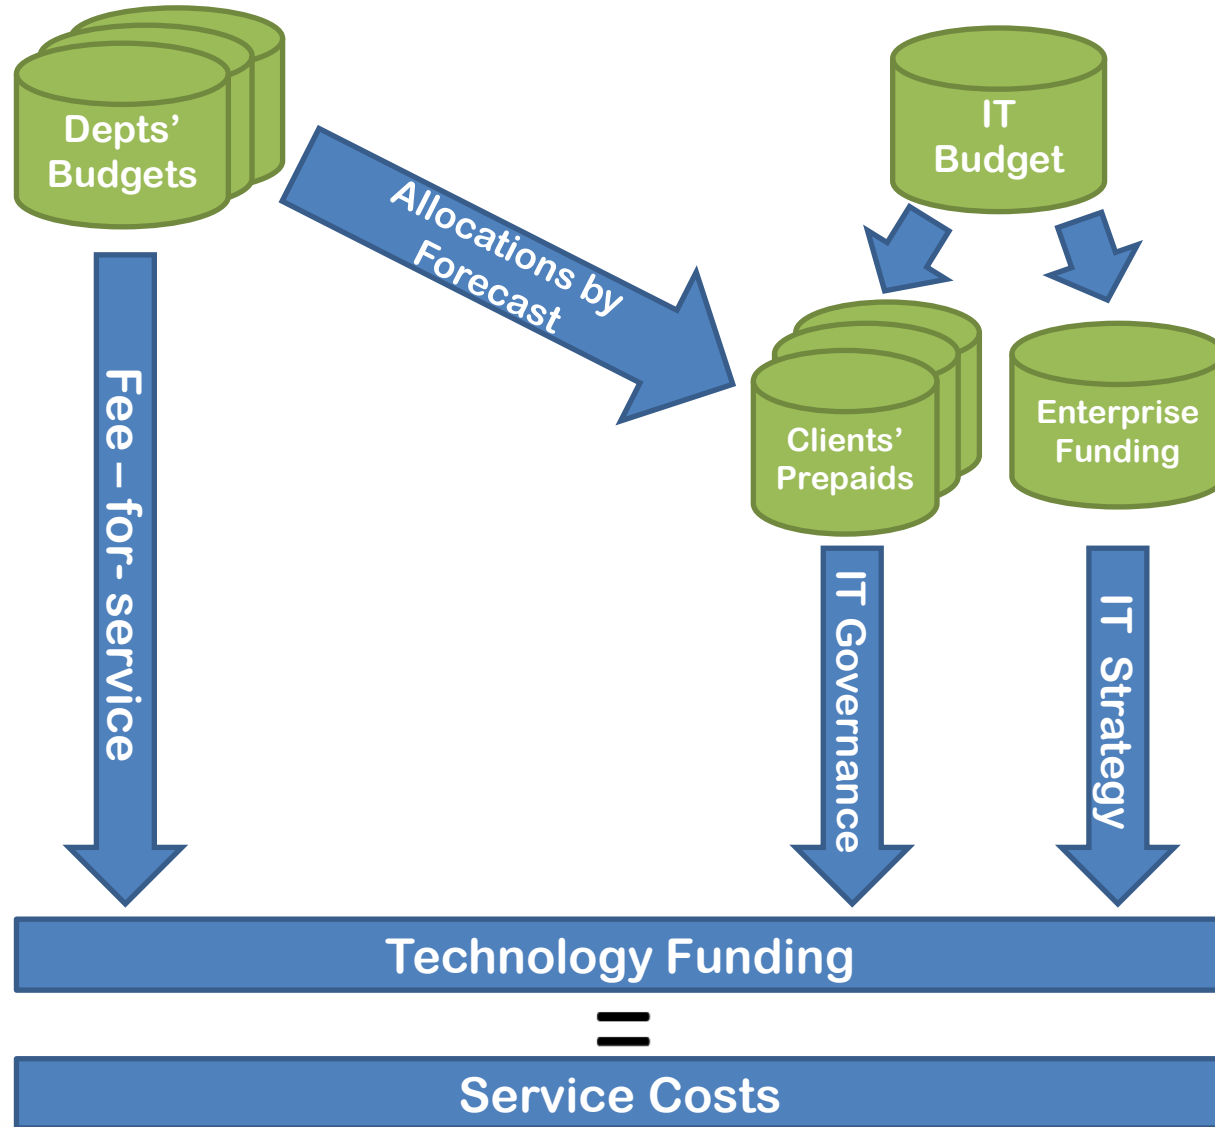 Depts’
Budgets
IT
Budget
Allocations by
Forecast
Clients’
Prepaids
Enterprise
Funding
Fee – for- service
IT Governance
IT Strategy
Technology Funding
=
Service Costs